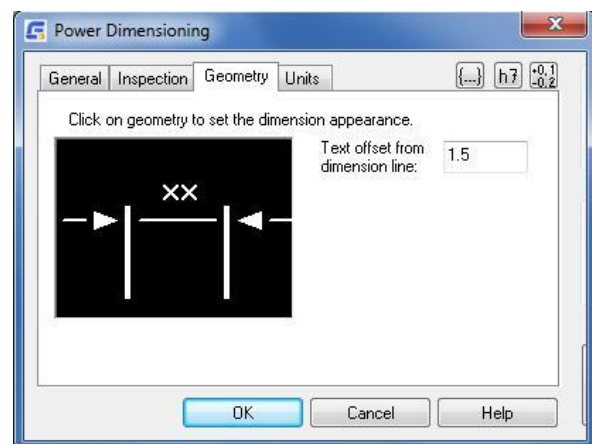 Power Dimensioning
General Inspection Geometry Units {...} h7 +0,1 -0,2
Click on geometry to set the dimension appearance.
Text offset from
dimension line:
1.5
XX
OK Cancel Help